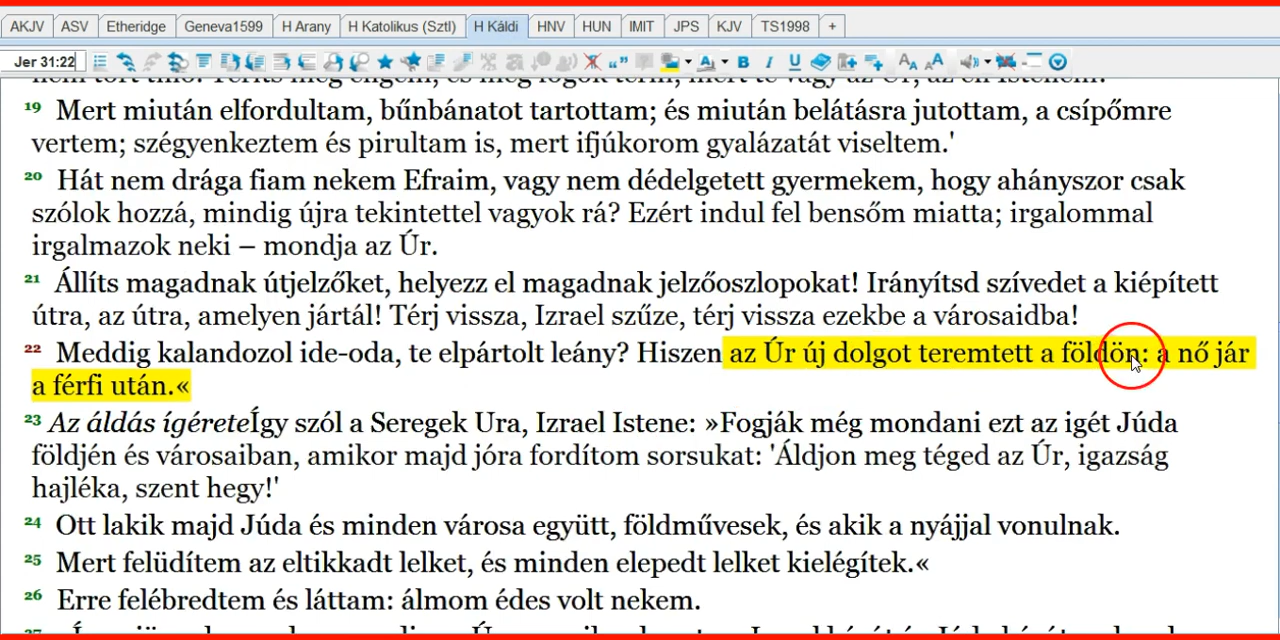 AKJV ASV Etheridge Geneva1599 H Arany H Katolikus (Sztl) H Káldi HNV HUN IMIT JPS KJV TS1998 +
Jer 31:22
19 Mert miután elfordultam, bűnbánatot tartottam; és miután belátásra jutottam, a csípőmre
vertem; szégyenkeztem és pirultam is, mert ifjúkorom gyalázatát viseltem.'
20 Hát nem drága fiam nekem Efraim, vagy nem dédelgetett gyermekem, hogy ahányszor csak
szólok hozzá, mindig újra tekintettel vagyok rá? Ezért indul fel bensőm miatta; irgalommal
irgalmazok neki – mondja az Úr.
21 Állíts magadnak útjelzőket, helyezz el magadnak jelzőoszlopokat! Irányítsd szívedet a kiépített
útra, az útra, amelyen jártál! Térj vissza, Izrael szűze, térj vissza ezekbe a városaidba!
22 Meddig kalandozol ide-oda, te elpártolt leány? Hiszen az Úr új dolgot teremtett a földön: a nő jár
a férfi után.«
23 Az áldás ígéreteÍgy szól a Seregek Ura, Izrael Istene: »Fogják még mondani ezt az igét Júda
földjén és városaiban, amikor majd jóra fordítom sorsukat: 'Áldjon meg téged az Úr, igazság
hajléka, szent hegy!'
24 Ott lakik majd Júda és minden városa együtt, földművesek, és akik a nyájjal vonulnak.
25 Mert felüdítem az eltikkadt lelket, és minden elepedt lelket kielégítek.«
26 Erre felébredtem és láttam: álmom édes volt nekem.